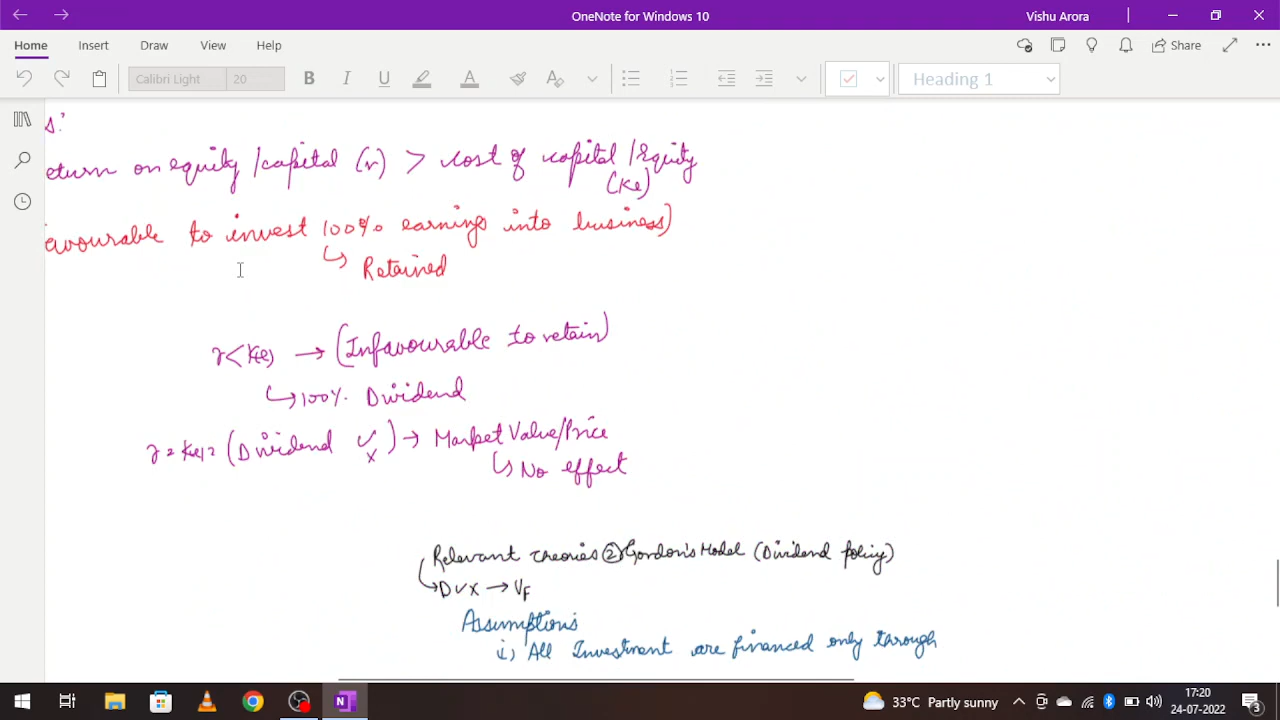 OneNote for Windows 10
Vishu Arora
Home Insert Draw View Help
Share
Calibri Light 20 B I U A Heading 1
s:
eturn on equity /capital (r) > cost of capital /Equity
(Ke)
avourable to invest 100% earning into business)
↳ Retained
r<Ke → (Infavourable to retain)
↳100% Dividend
r = Ke = (Dividend ✓ x) → Market Value/Price
↳ No effect
Relevant theories ② Gordon's Model (Dividend policy)
↳ D ✓ x → VF
Assumptions
i) All Investment are financed only through
33°C Partly sunny
17:20
24-07-2022
3